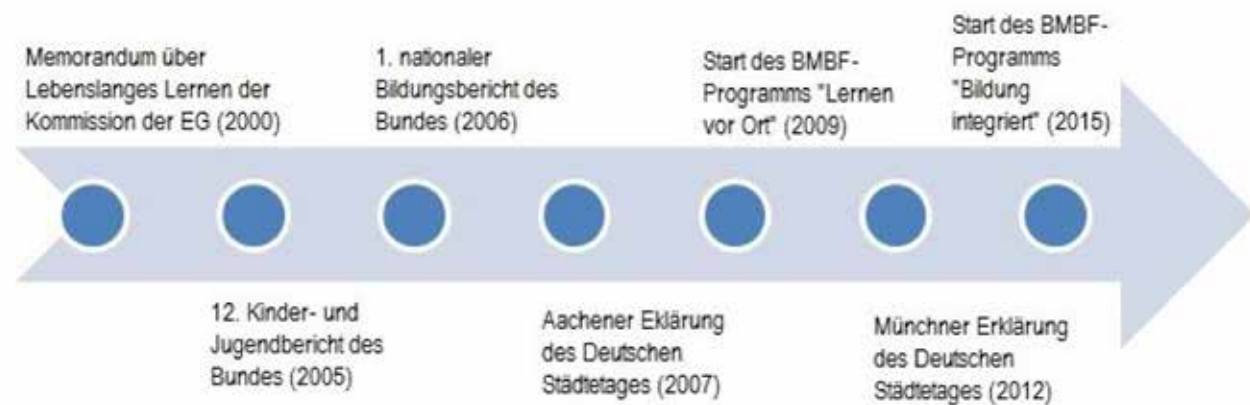 Memorandum über
Lebenslanges Lernen der
Kommission der EG (2000)
12. Kinder- und
Jugendbericht des
Bundes (2005)
1. nationaler
Bildungsbericht des
Bundes (2006)
Aachener Eklärung
des Deutschen
Städtetages (2007)
Start des BMBF-
Programms "Lernen
vor Ort" (2009)
Münchner Erklärung
des Deutschen
Städtetages (2012)
Start des BMBF-
Programms
"Bildung
integriert" (2015)